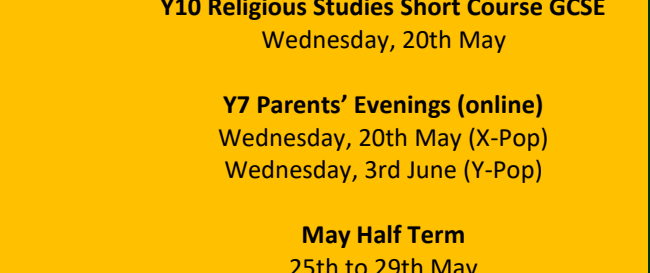 Y10 Religious Studies Short Course GCSE
Wednesday, 20th May
Y7 Parents’ Evenings (online)
Wednesday, 20th May (X-Pop)
Wednesday, 3rd June (Y-Pop)
May Half Term
25th to 29th May